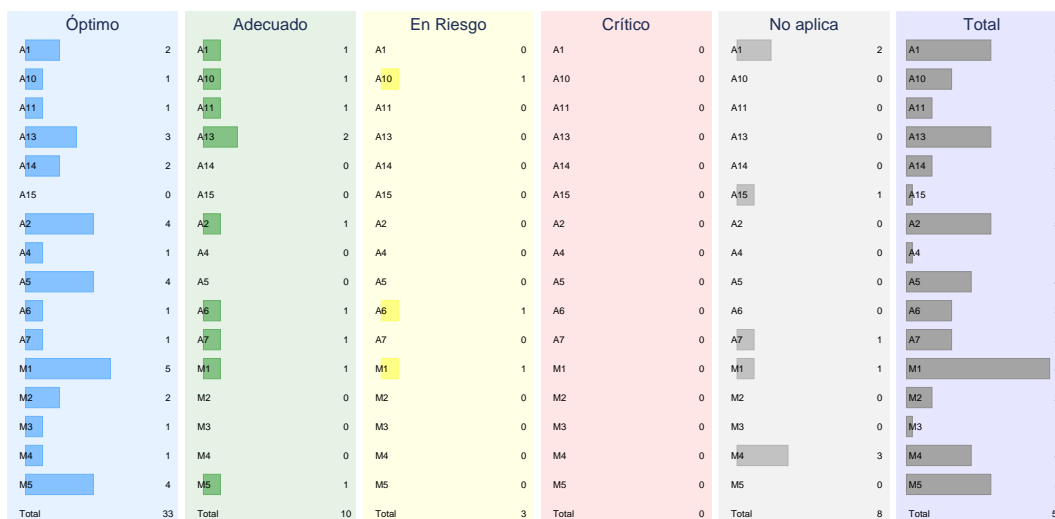 Óptimo Adecuado En Riesgo Crítico No aplica Total
A1 2 A1 1 A1 0 A1 0 A1 2 A1
A10 1 A10 1 A10 1 A10 0 A10 0 A10
A11 1 A11 1 A11 0 A11 0 A11 0 A11
A13 3 A13 2 A13 0 A13 0 A13 0 A13
A14 2 A14 0 A14 0 A14 0 A14 0 A14
A15 0 A15 0 A15 0 A15 0 A15 1 A15
A2 4 A2 1 A2 0 A2 0 A2 0 A2
A4 1 A4 0 A4 0 A4 0 A4 0 A4
A5 4 A5 0 A5 0 A5 0 A5 0 A5
A6 1 A6 1 A6 1 A6 0 A6 0 A6
A7 1 A7 1 A7 0 A7 0 A7 1 A7
M1 5 M1 1 M1 1 M1 0 M1 1 M1
M2 2 M2 0 M2 0 M2 0 M2 0 M2
M3 1 M3 0 M3 0 M3 0 M3 0 M3
M4 1 M4 0 M4 0 M4 0 M4 3 M4
M5 4 M5 1 M5 0 M5 0 M5 0 M5
Total 33 Total 10 Total 3 Total 0 Total 8 Total